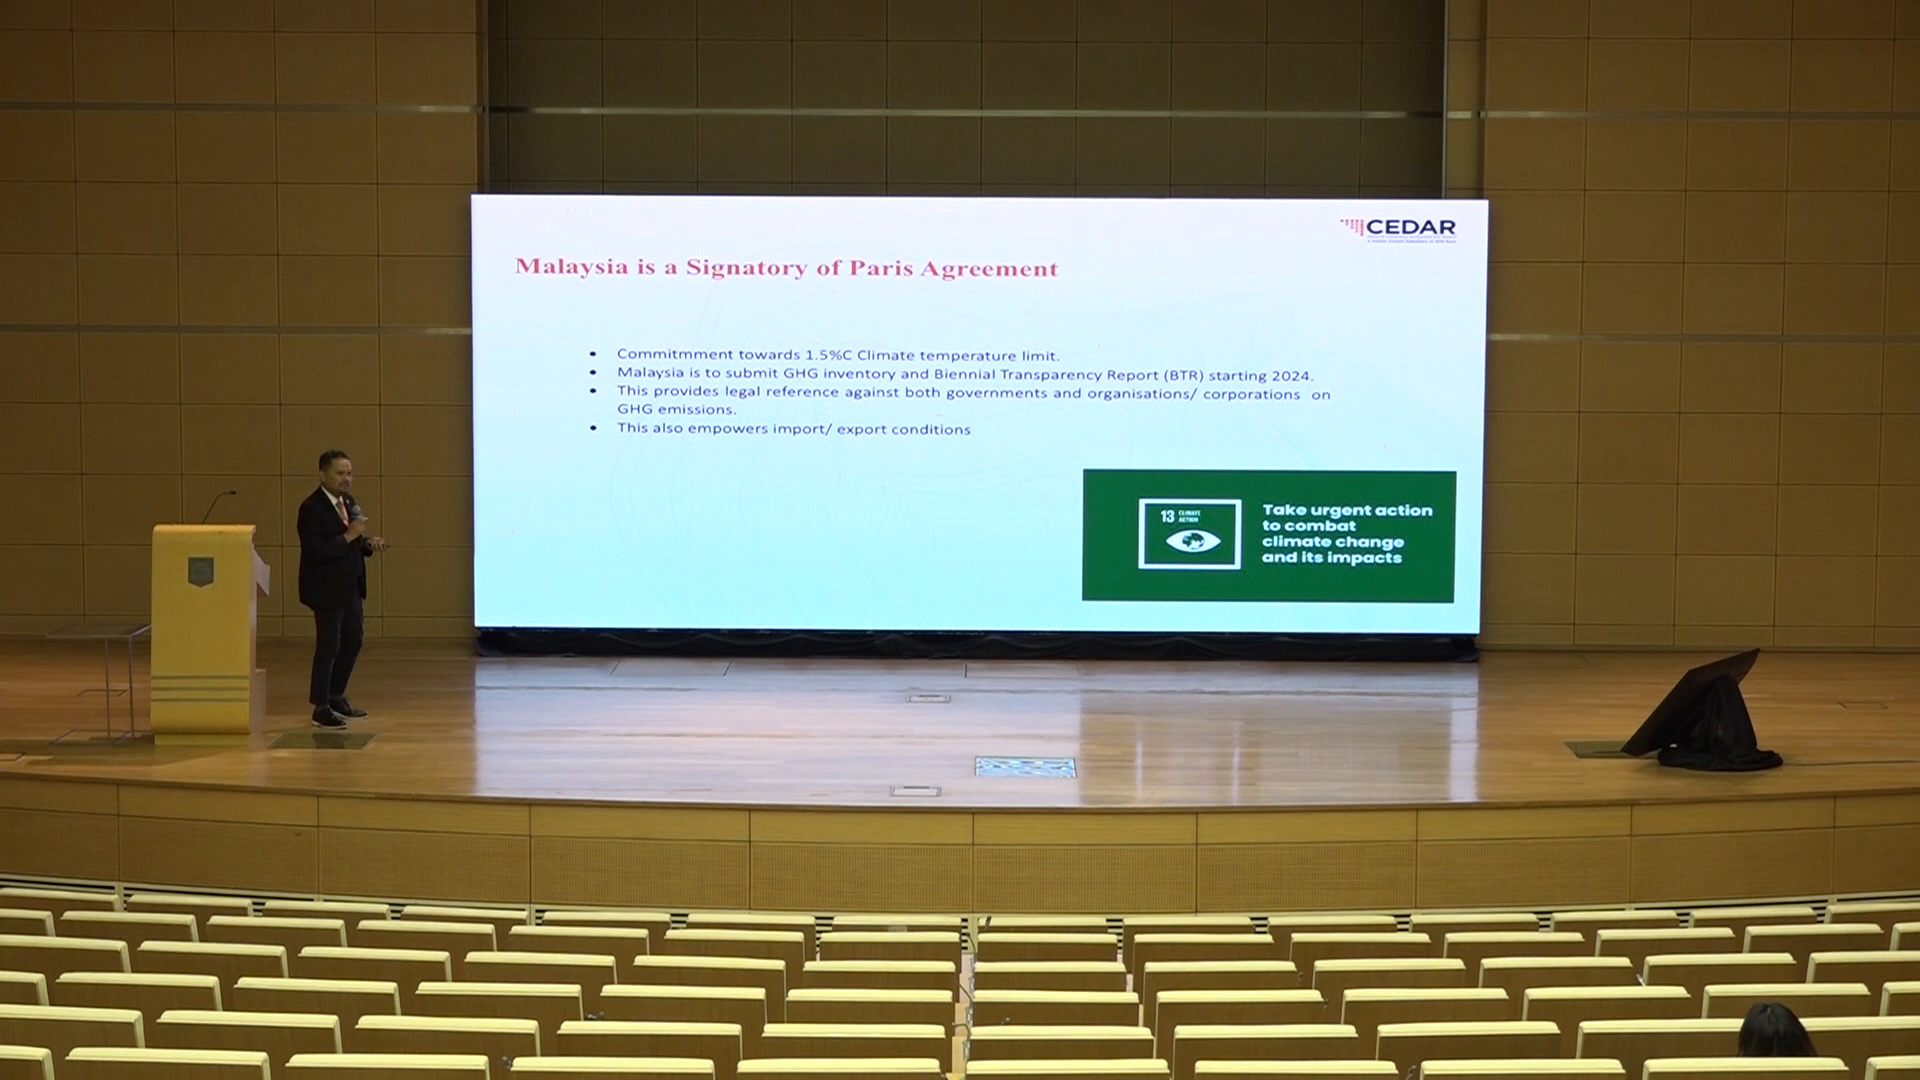 CEDAR
Malaysia is a Signatory of Paris Agreement
• Commitmment towards 1.5%C Climate temperature limit.
• Malaysia is to submit GHG inventory and Biennial Transparency Report (BTR) starting 2024.
• This provides legal reference against both governments and organisations/ corporations on
GHG emissions.
• This also empowers import/ export conditions
13 CLIMATE
ACTION
Take urgent action
to combat
climate change
and its impacts